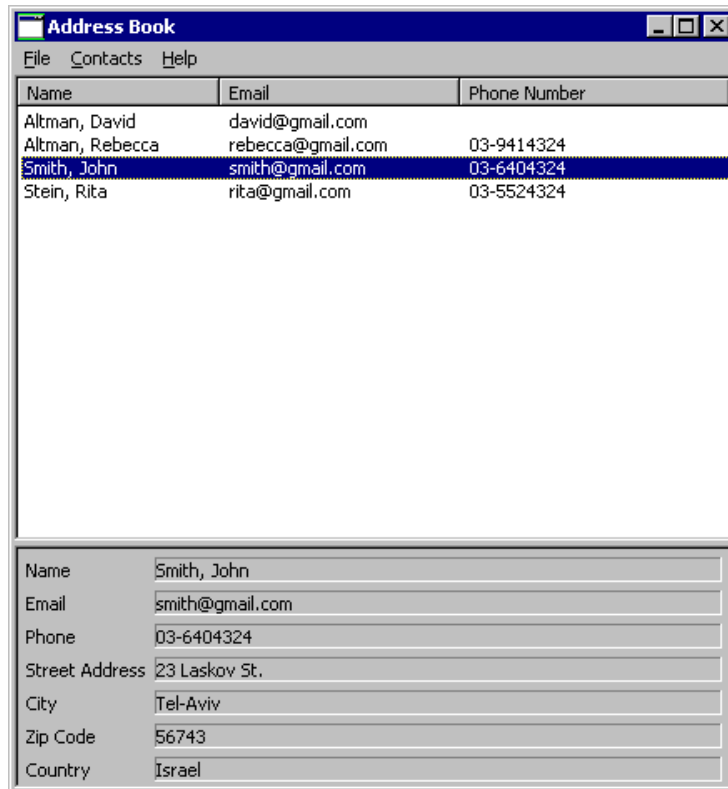 Address Book
File Contacts Help
Name Email Phone Number
Altman, David david@gmail.com
Altman, Rebecca rebecca@gmail.com 03-9414324
Smith, John smith@gmail.com 03-6404324
Stein, Rita rita@gmail.com 03-5524324
Name Smith, John
Email smith@gmail.com
Phone 03-6404324
Street Address 23 Laskov St.
City Tel-Aviv
Zip Code 56743
Country Israel